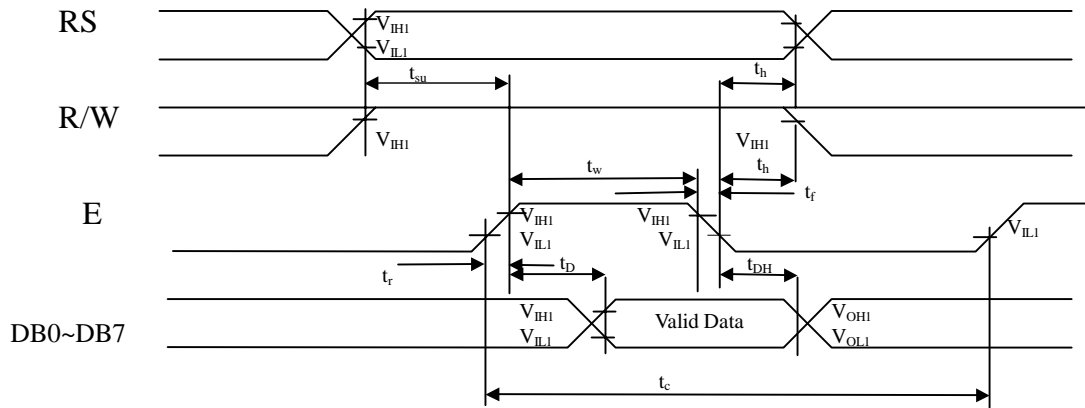 RS
V_IH1
V_IL1
t_su
t_h
R/W
V_IH1
V_IH1
t_w
t_h
t_f
E
V_IH1
V_IH1
V_IL1
V_IL1
V_IL1
t_r
t_D
t_DH
DB0~DB7
V_IH1
Valid Data
V_OH1
V_IL1
V_OL1
t_c